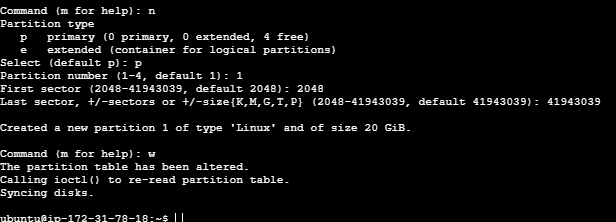 Command (m for help): n
Partition type
   p   primary (0 primary, 0 extended, 4 free)
   e   extended (container for logical partitions)
Select (default p): p
Partition number (1-4, default 1): 1
First sector (2048-41943039, default 2048): 2048
Last sector, +/-sectors or +/-size{K,M,G,T,P} (2048-41943039, default 41943039): 41943039

Created a new partition 1 of type 'Linux' and of size 20 GiB.

Command (m for help): w
The partition table has been altered.
Calling ioctl() to re-read partition table.
Syncing disks.

ubuntu@ip-172-31-78-18:~$